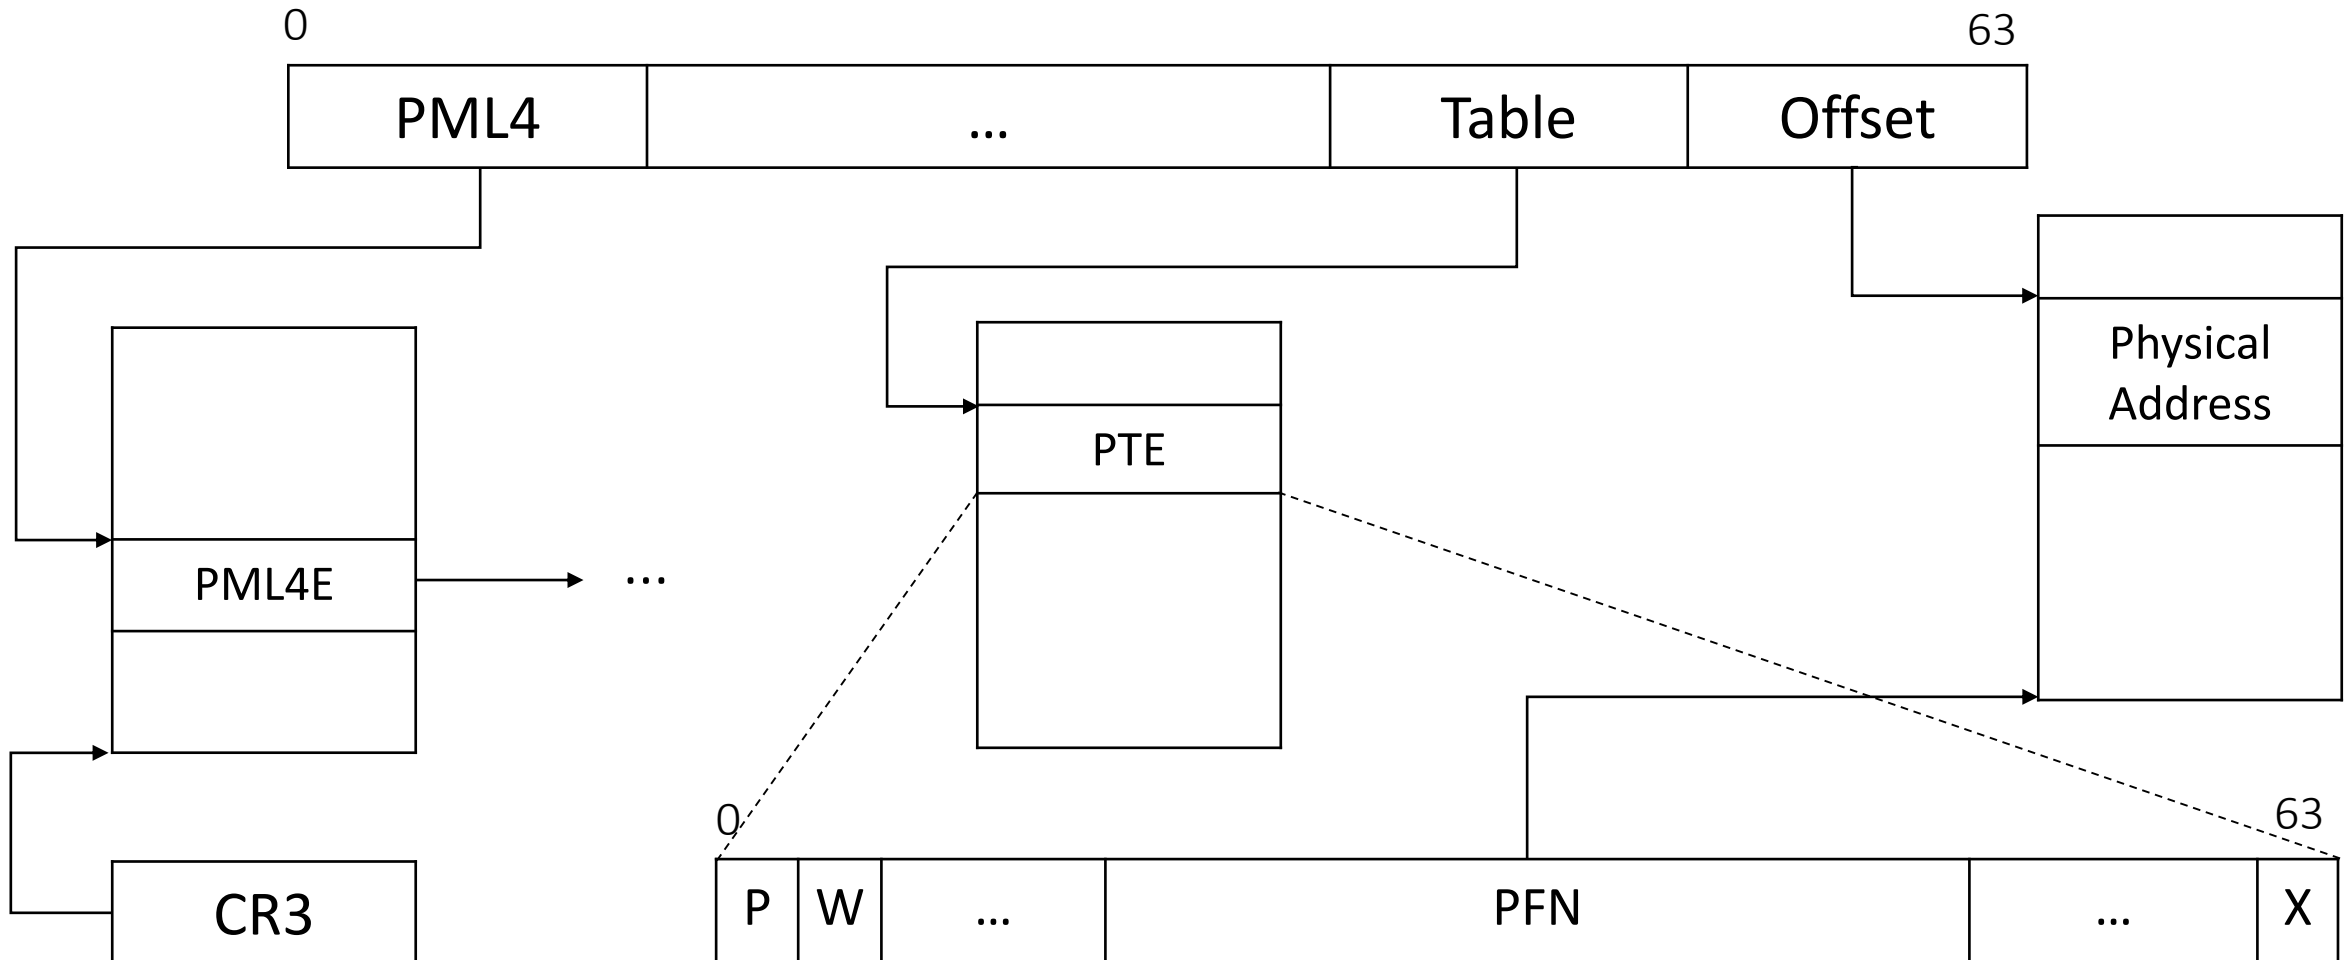 0
63
PML4
...
Table
Offset
Physical
Address
PTE
PML4E
...
0
63
CR3
P
W
...
PFN
...
X